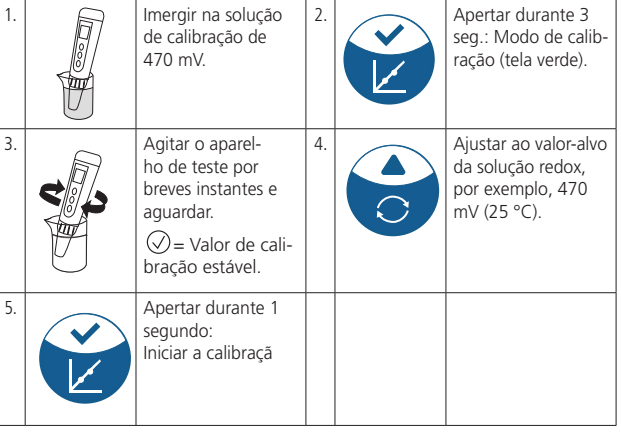 1.
Imergir na solução
de calibração de
470 mV.
2.
Apertar durante 3
seg.: Modo de calib-
ração (tela verde).
3.
Agitar o aparel-
ho de teste por
breves instantes e
aguardar.
= Valor de cali-
bração estável.
4.
Ajustar ao valor-alvo
da solução redox,
por exemplo, 470
mV (25 °C).
5.
Apertar durante 1
segundo:
Iniciar a calibraçã